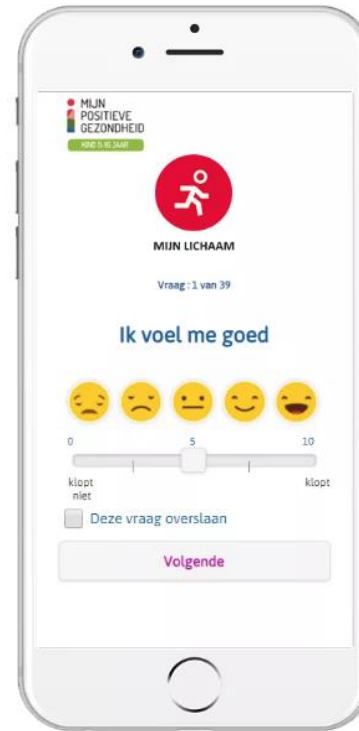 MIJN
POSITIEVE
GEZONDHEID
KIND 8-16 JAAR
MIJN LICHAAM
Vraag : 1 van 39
Ik voel me goed
0 5 10
klopt niet
klopt
Deze vraag overslaan
Volgende